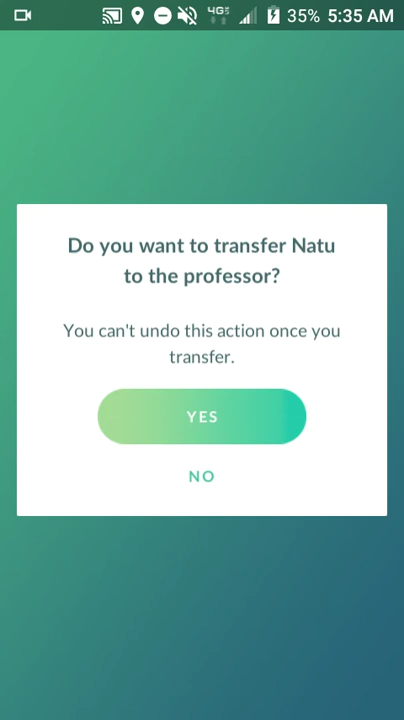 4G 35% 5:35 AM
Do you want to transfer Natu
to the professor?
You can't undo this action once you
transfer.
YES
NO